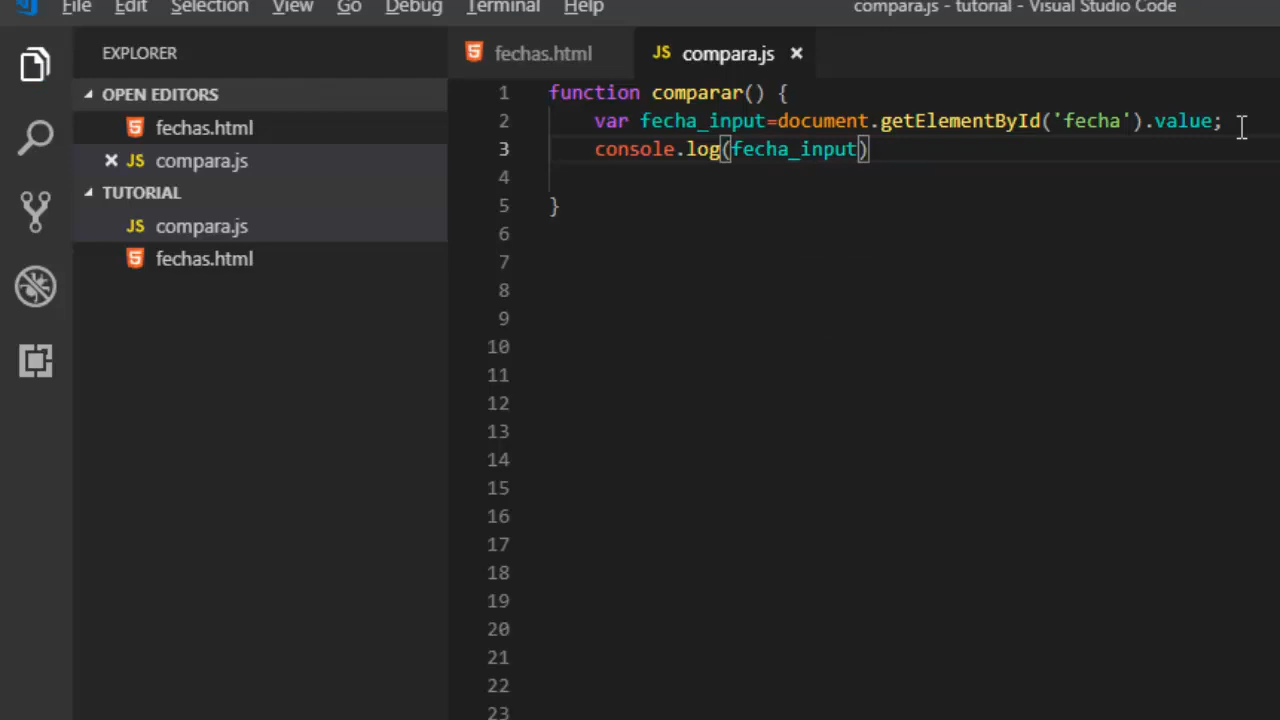 File Edit Selection View Go Debug Terminal Help compara.js - tutorial - Visual Studio Code
EXPLORER
OPEN EDITORS
fechas.html
JS compara.js
TUTORIAL
JS compara.js
fechas.html
fechas.html JS compara.js
1 function comparar() {
2 var fecha_input=document.getElementById('fecha').value;
3 console.log(fecha_input)
4
5 }
6
7
8
9
10
11
12
13
14
15
16
17
18
19
20
21
22
23